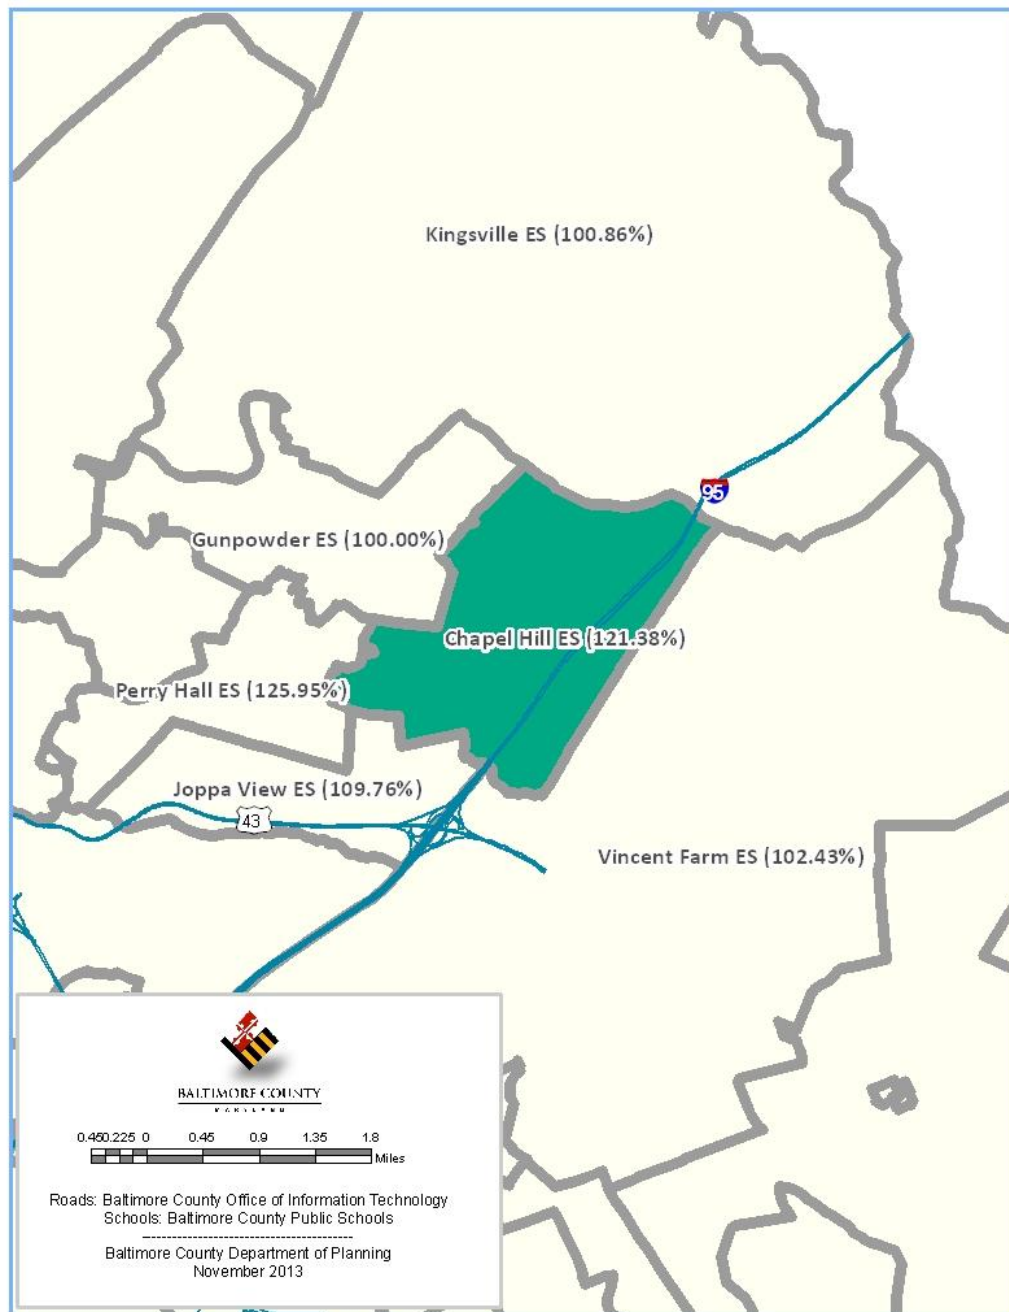 Kingsville ES (100.86%)
95
Gunpowder ES (100.00%)
Chapel Hill ES (121.38%)
Perry Hall ES (125.95%)
Joppa View ES (109.76%)
43
Vincent Farm ES (102.43%)
BALTIMORE COUNTY
MARYLAND
0.45 0.225 0 0.45 0.9 1.35 1.8
Miles
Roads: Baltimore County Office of Information Technology
Schools: Baltimore County Public Schools
Baltimore County Department of Planning
November 2013